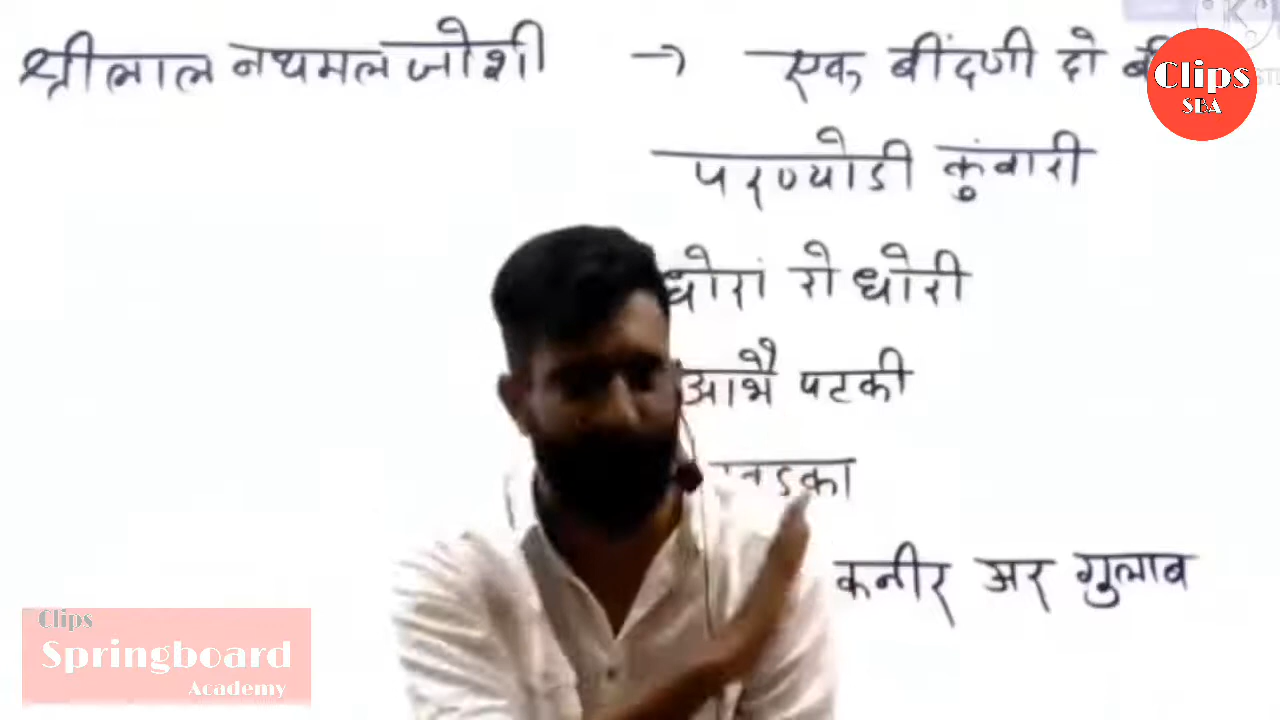 श्रीलाल नथमल जोशी → एक बींदणी दो
Clips
SBA
परण्योडी कुंवारी
धोरां रो धोरी
आभै पटकी
कनीर अर गुलाब
Clips
Springboard
Academy